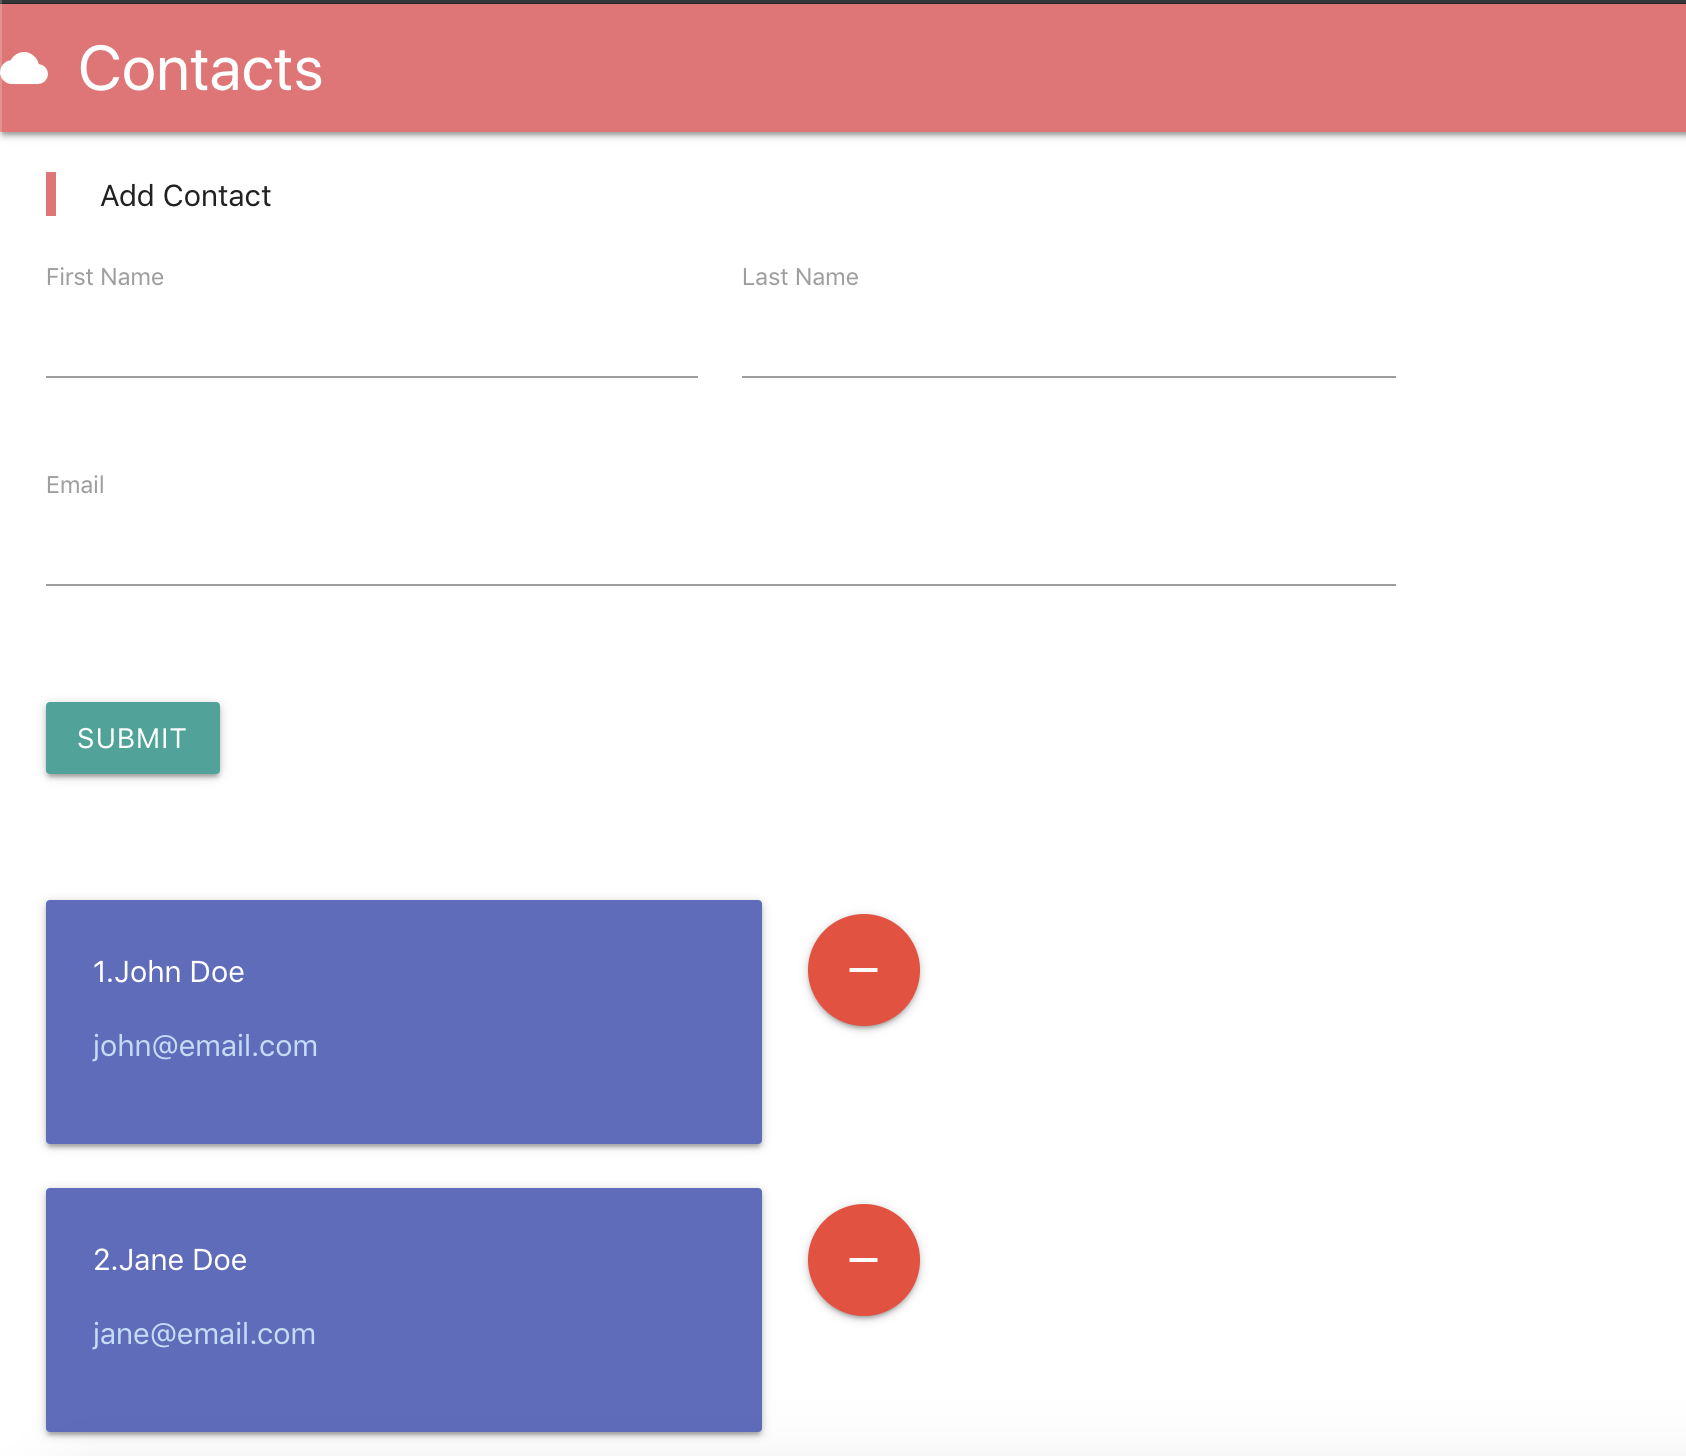 Contacts
Add Contact
First Name
Last Name
Email
SUBMIT
1.John Doe
john@email.com
2.Jane Doe
jane@email.com